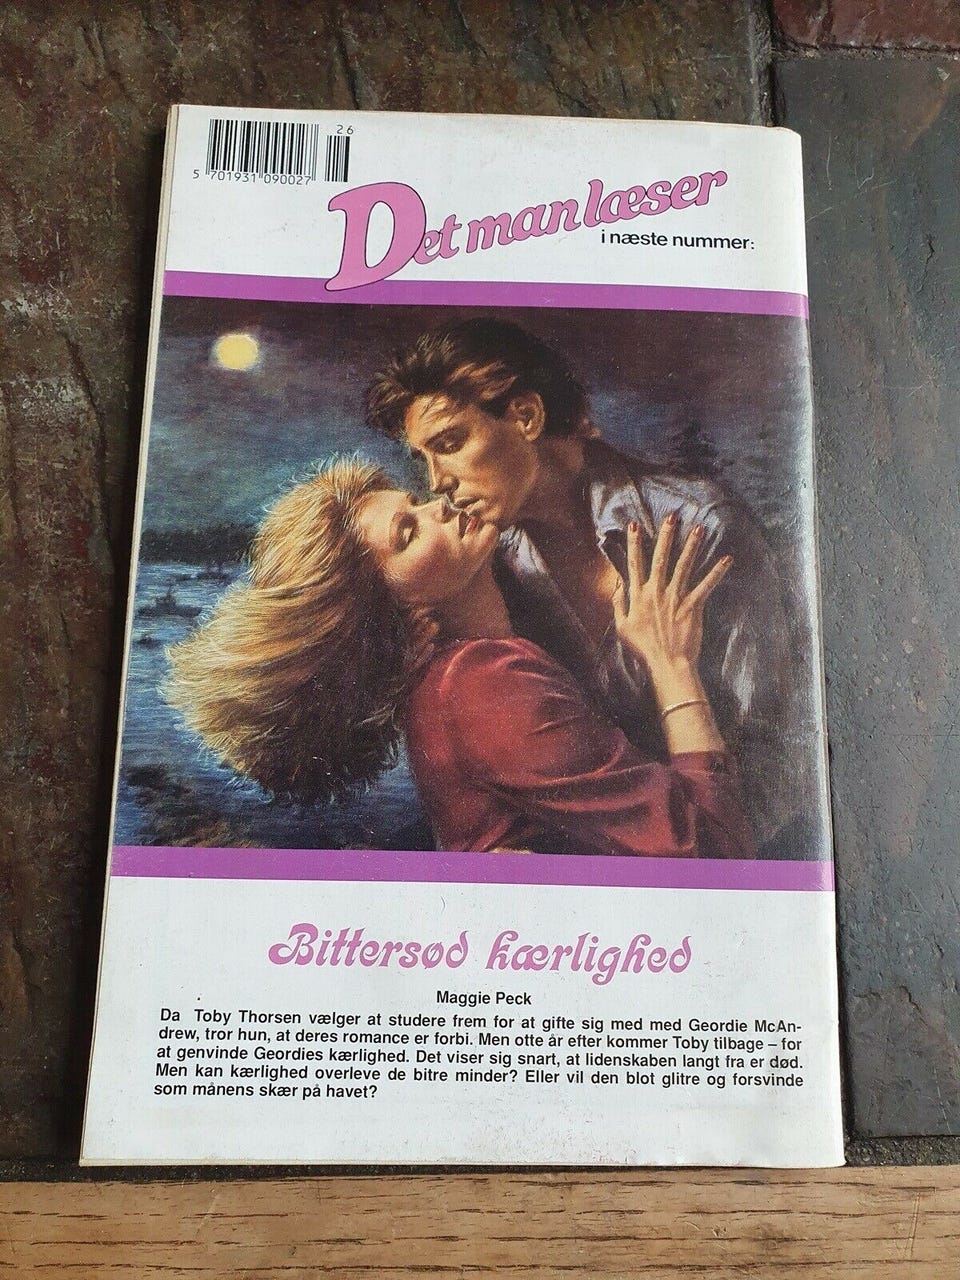 26
5 701931 090027
Det man læser
i næste nummer:
Bittersød kærlighed
Maggie Peck
Da Toby Thorsen vælger at studere frem for at gifte sig med med Geordie McAn-
drew, tror hun, at deres romance er forbi. Men otte år efter kommer Toby tilbage – for
at genvinde Geordies kærlighed. Det viser sig snart, at lidenskaben langt fra er død.
Men kan kærlighed overleve de bitre minder? Eller vil den blot glitre og forsvinde
som månens skær på havet?